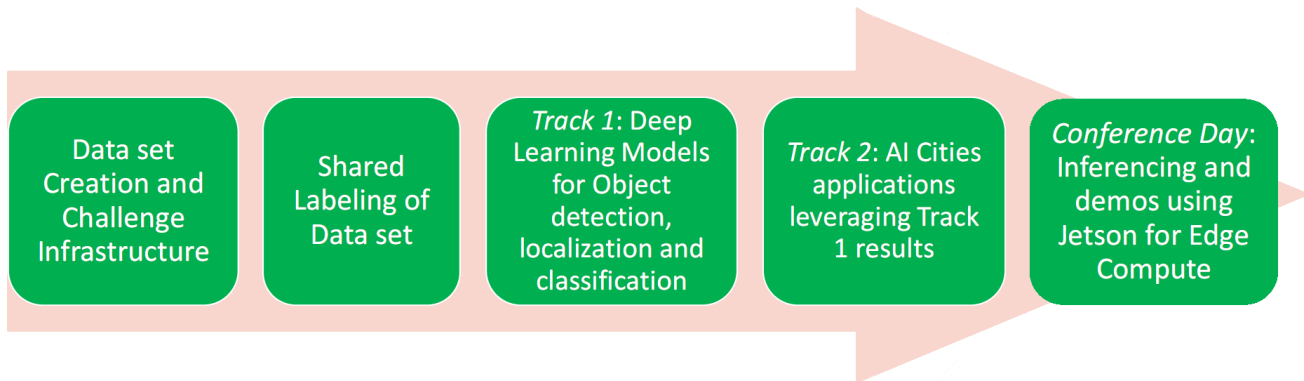 Data set
Creation and
Challenge
Infrastructure
Shared
Labeling of
Data set
Track 1: Deep
Learning Models
for Object
detection,
localization and
classification
Track 2: AI Cities
applications
leveraging Track
1 results
Conference Day:
Inferencing and
demos using
Jetson for Edge
Compute